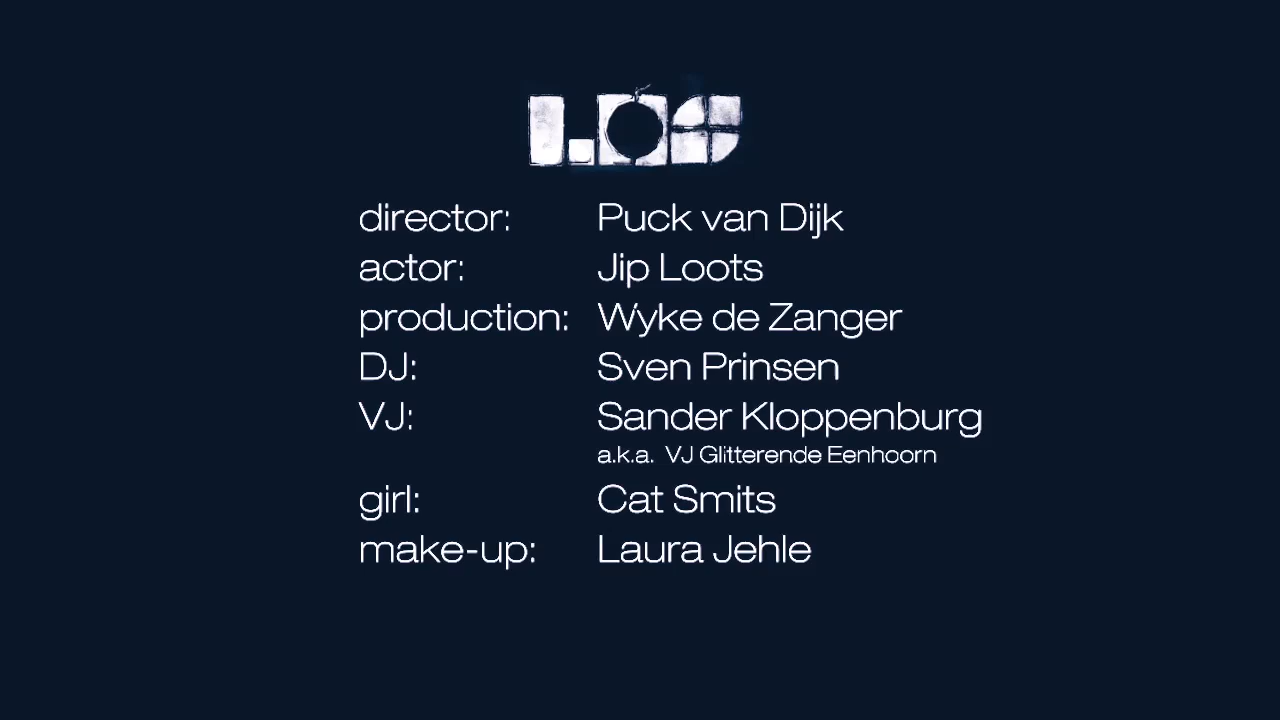 LOS
director: Puck van Dijk
actor: Jip Loots
production: Wyke de Zanger
DJ: Sven Prinsen
VJ: Sander Kloppenburg
a.k.a. VJ Glitterende Eenhoorn
girl: Cat Smits
make-up: Laura Jehle